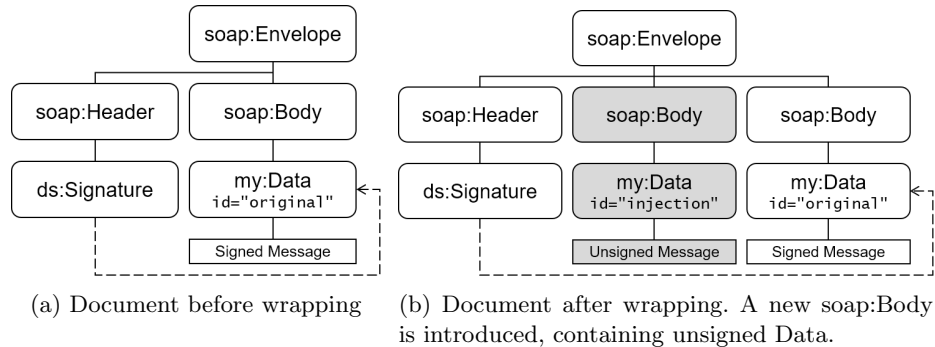 soap:Envelope
soap:Header
soap:Body
ds:Signature
my:Data
id="original"
Signed Message
(a) Document before wrapping
soap:Envelope
soap:Header
soap:Body
soap:Body
ds:Signature
my:Data
id="injection"
my:Data
id="original"
Unsigned Message
Signed Message
(b) Document after wrapping. A new soap:Body
is introduced, containing unsigned Data.